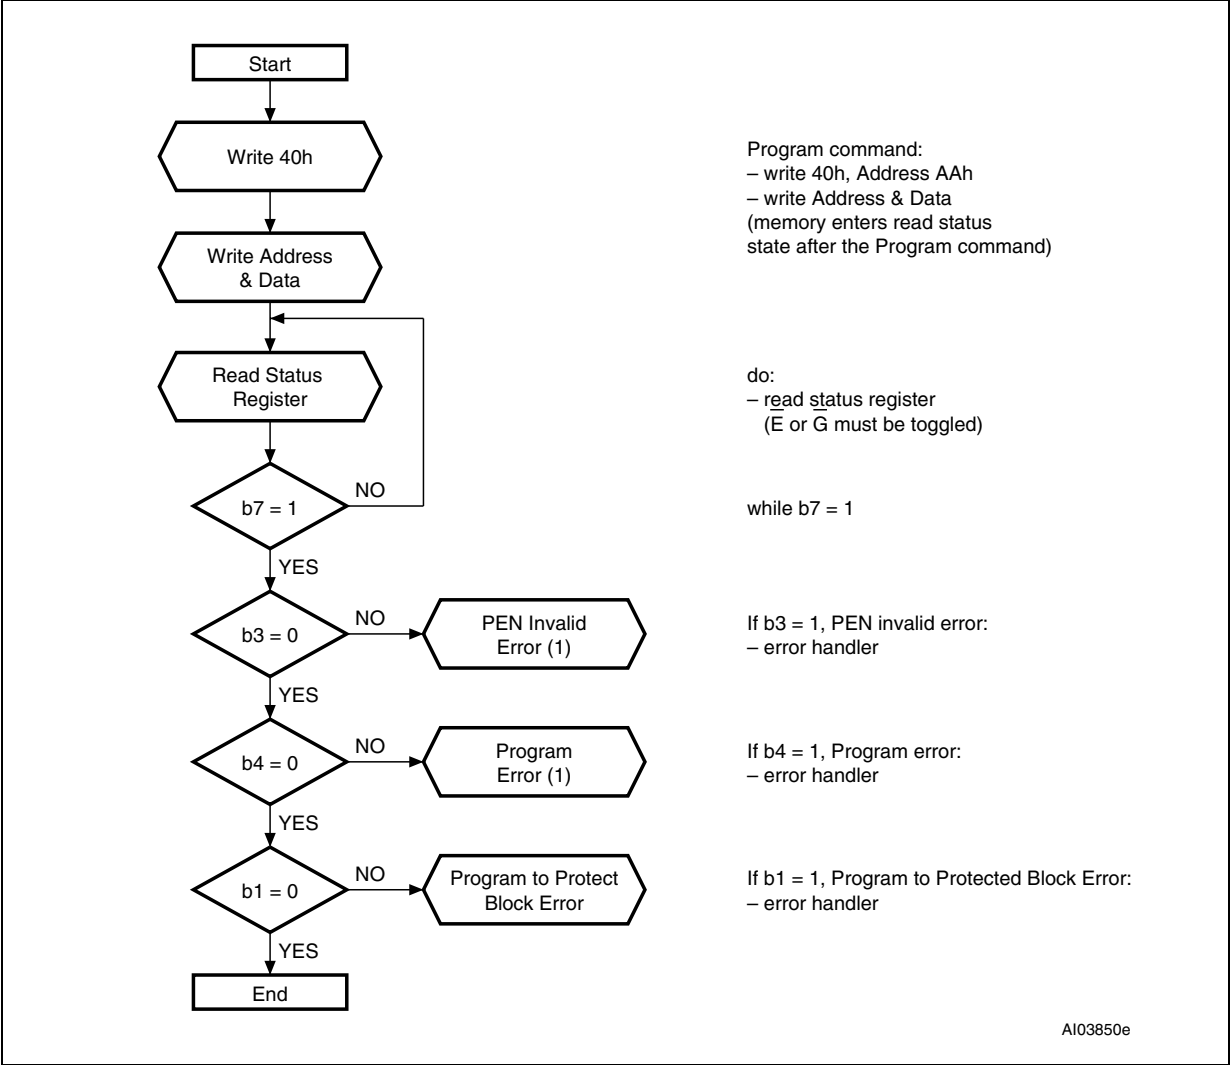 Start
Write 40h
Program command:
– write 40h, Address AAh
– write Address & Data
(memory enters read status
state after the Program command)
Write Address
& Data
Read Status
Register
do:
– read status register
(E or G must be toggled)
b7 = 1
NO
while b7 = 1
YES
b3 = 0
NO
PEN Invalid
Error (1)
If b3 = 1, PEN invalid error:
– error handler
YES
b4 = 0
NO
Program
Error (1)
If b4 = 1, Program error:
– error handler
YES
b1 = 0
NO
Program to Protect
Block Error
If b1 = 1, Program to Protected Block Error:
– error handler
YES
End
AI03850e